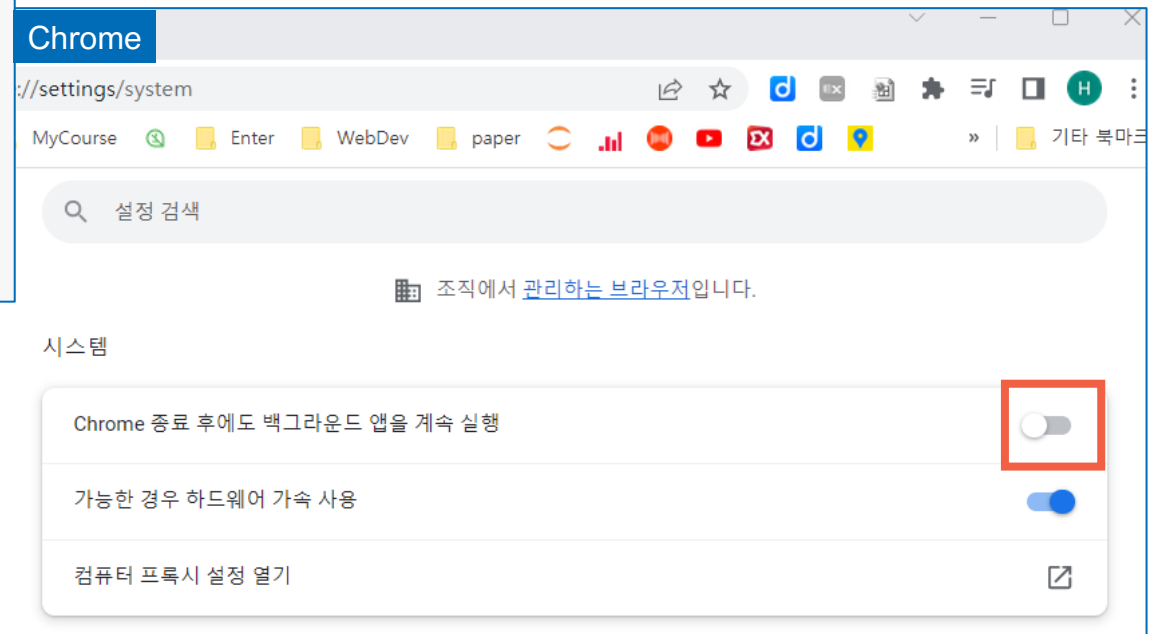 Chrome
://settings/system
H
MyCourse Enter WebDev paper » 기타 북마크
설정 검색
조직에서 관리하는 브라우저입니다.
시스템
Chrome 종료 후에도 백그라운드 앱을 계속 실행
가능한 경우 하드웨어 가속 사용
컴퓨터 프록시 설정 열기